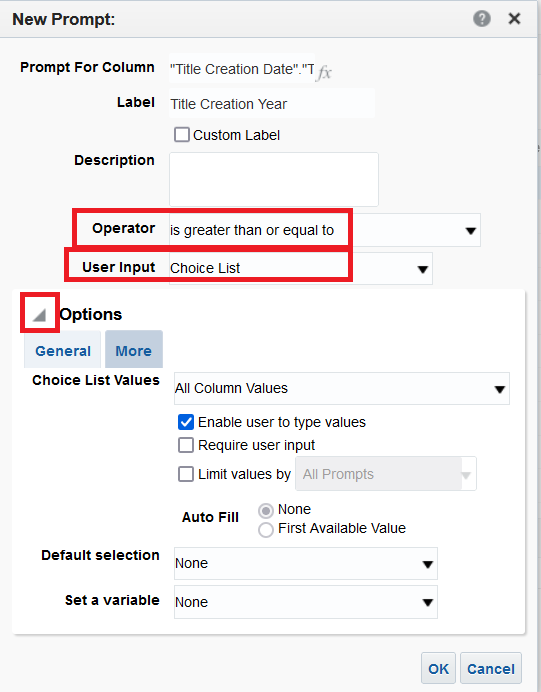 New Prompt:
Prompt For Column "Title Creation Date"."T fx
Label Title Creation Year
Custom Label
Description
Operator is greater than or equal to
User Input Choice List
Options
General More
Choice List Values All Column Values
Enable user to type values
Require user input
Limit values by All Prompts
Auto Fill None
First Available Value
Default selection None
Set a variable None
OK Cancel